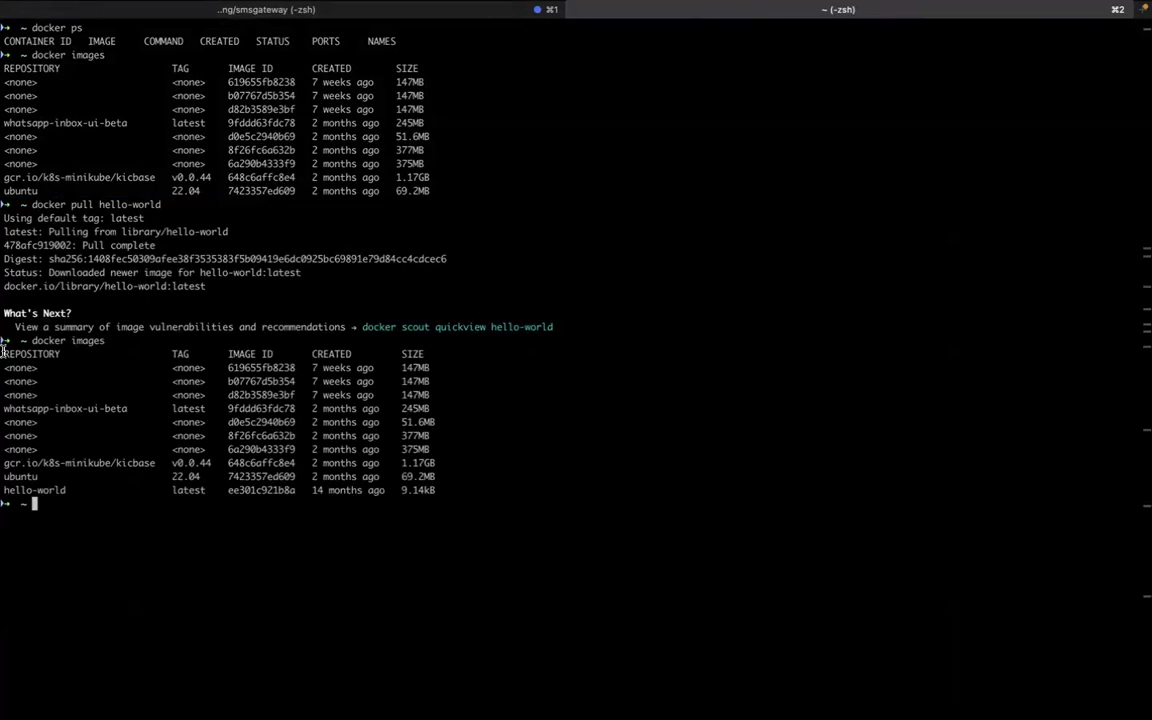 ..ng/smsgateway (-zsh) ⌘1 ~ (-zsh) ⌘2
~ docker ps
CONTAINER ID IMAGE COMMAND CREATED STATUS PORTS NAMES
~ docker images
REPOSITORY TAG IMAGE ID CREATED SIZE
<none> <none> 619655fb8238 7 weeks ago 147MB
<none> <none> b07767d5b354 7 weeks ago 147MB
<none> <none> d82b3589e3bf 7 weeks ago 147MB
whatsapp-inbox-ui-beta latest 9fddd63fdc78 2 months ago 245MB
<none> <none> d0e5c2940b69 2 months ago 51.6MB
<none> <none> 8f26fc6a632b 2 months ago 377MB
<none> <none> 6a290b4333f9 2 months ago 375MB
gcr.io/k8s-minikube/kicbase v0.0.44 648c6affc8e4 2 months ago 1.17GB
ubuntu 22.04 7423357ed609 2 months ago 69.2MB
~ docker pull hello-world
Using default tag: latest
latest: Pulling from library/hello-world
478afc919002: Pull complete
Digest: sha256:1408fec50309afee38f3535383f5b09419e6dc0925bc69891e79d84cc4cdcec6
Status: Downloaded newer image for hello-world:latest
docker.io/library/hello-world:latest
What's Next?
View a summary of image vulnerabilities and recommendations → docker scout quickview hello-world
~ docker images
REPOSITORY TAG IMAGE ID CREATED SIZE
<none> <none> 619655fb8238 7 weeks ago 147MB
<none> <none> b07767d5b354 7 weeks ago 147MB
<none> <none> d82b3589e3bf 7 weeks ago 147MB
whatsapp-inbox-ui-beta latest 9fddd63fdc78 2 months ago 245MB
<none> <none> d0e5c2940b69 2 months ago 51.6MB
<none> <none> 8f26fc6a632b 2 months ago 377MB
<none> <none> 6a290b4333f9 2 months ago 375MB
gcr.io/k8s-minikube/kicbase v0.0.44 648c6affc8e4 2 months ago 1.17GB
ubuntu 22.04 7423357ed609 2 months ago 69.2MB
hello-world latest ee301c921b8a 14 months ago 9.14kB
~